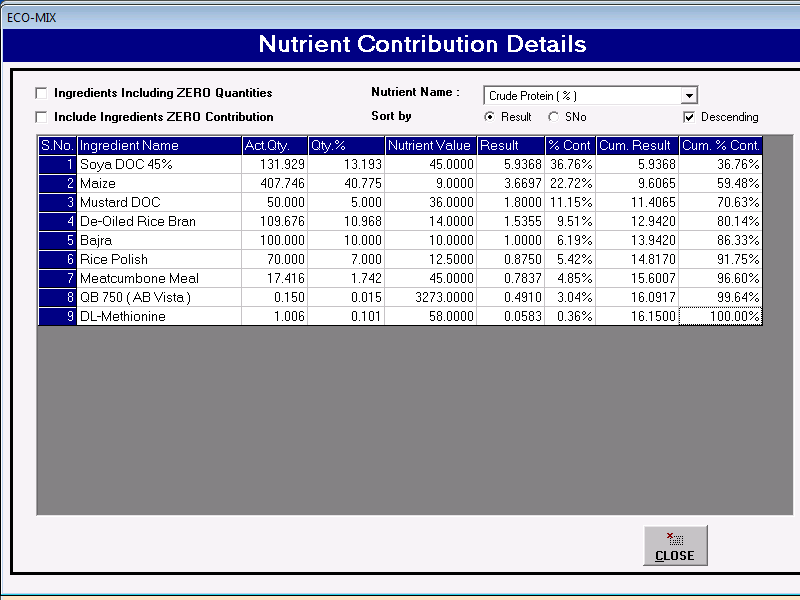 ECO-MIX
Nutrient Contribution Details
Ingredients Including ZERO Quantities Nutrient Name : Crude Protein ( % )
Include Ingredients ZERO Contribution Sort by Result SNo Descending
S.No. Ingredient Name Act.Qty. Qty.% Nutrient Value Result % Cont Cum. Result Cum. % Cont.
1 Soya DOC 45% 131.929 13.193 45.0000 5.9368 36.76% 5.9368 36.76%
2 Maize 407.746 40.775 9.0000 3.6697 22.72% 9.6065 59.48%
3 Mustard DOC 50.000 5.000 36.0000 1.8000 11.15% 11.4065 70.63%
4 De-Oiled Rice Bran 109.676 10.968 14.0000 1.5355 9.51% 12.9420 80.14%
5 Bajra 100.000 10.000 10.0000 1.0000 6.19% 13.9420 86.33%
6 Rice Polish 70.000 7.000 12.5000 0.8750 5.42% 14.8170 91.75%
7 Meatcumbone Meal 17.416 1.742 45.0000 0.7837 4.85% 15.6007 96.60%
8 QB 750 ( AB Vista ) 0.150 0.015 3273.0000 0.4910 3.04% 16.0917 99.64%
9 DL-Methionine 1.006 0.101 58.0000 0.0583 0.36% 16.1500 100.00%
CLOSE